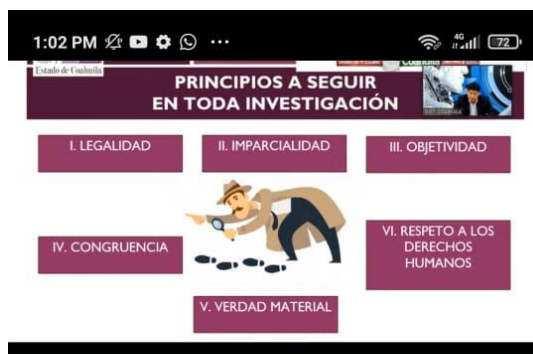 1:02 PM
4G
72
Estado de Coahuila
PRINCIPIOS A SEGUIR
EN TODA INVESTIGACIÓN
I. LEGALIDAD
II. IMPARCIALIDAD
III. OBJETIVIDAD
IV. CONGRUENCIA
VI. RESPETO A LOS
DERECHOS
HUMANOS
V. VERDAD MATERIAL